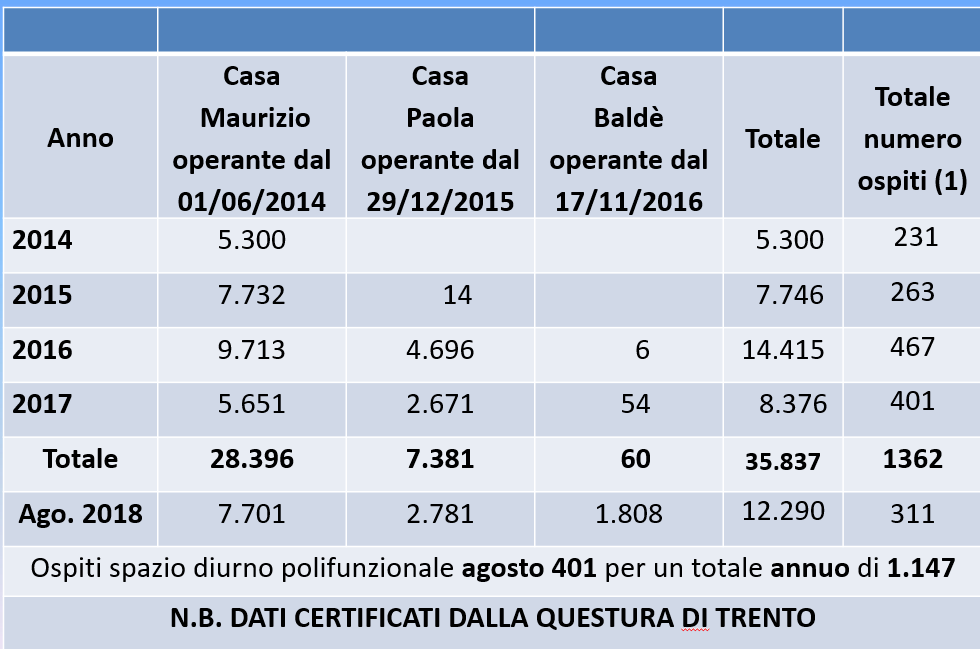 Anno Casa Maurizio operante dal 01/06/2014 Casa Paola operante dal 29/12/2015 Casa Baldè operante dal 17/11/2016 Totale Totale numero ospiti (1)
2014 5.300 5.300 231
2015 7.732 14 7.746 263
2016 9.713 4.696 6 14.415 467
2017 5.651 2.671 54 8.376 401
Totale 28.396 7.381 60 35.837 1362
Ago. 2018 7.701 2.781 1.808 12.290 311
Ospiti spazio diurno polifunzionale agosto 401 per un totale annuo di 1.147
N.B. DATI CERTIFICATI DALLA QUESTURA DI TRENTO